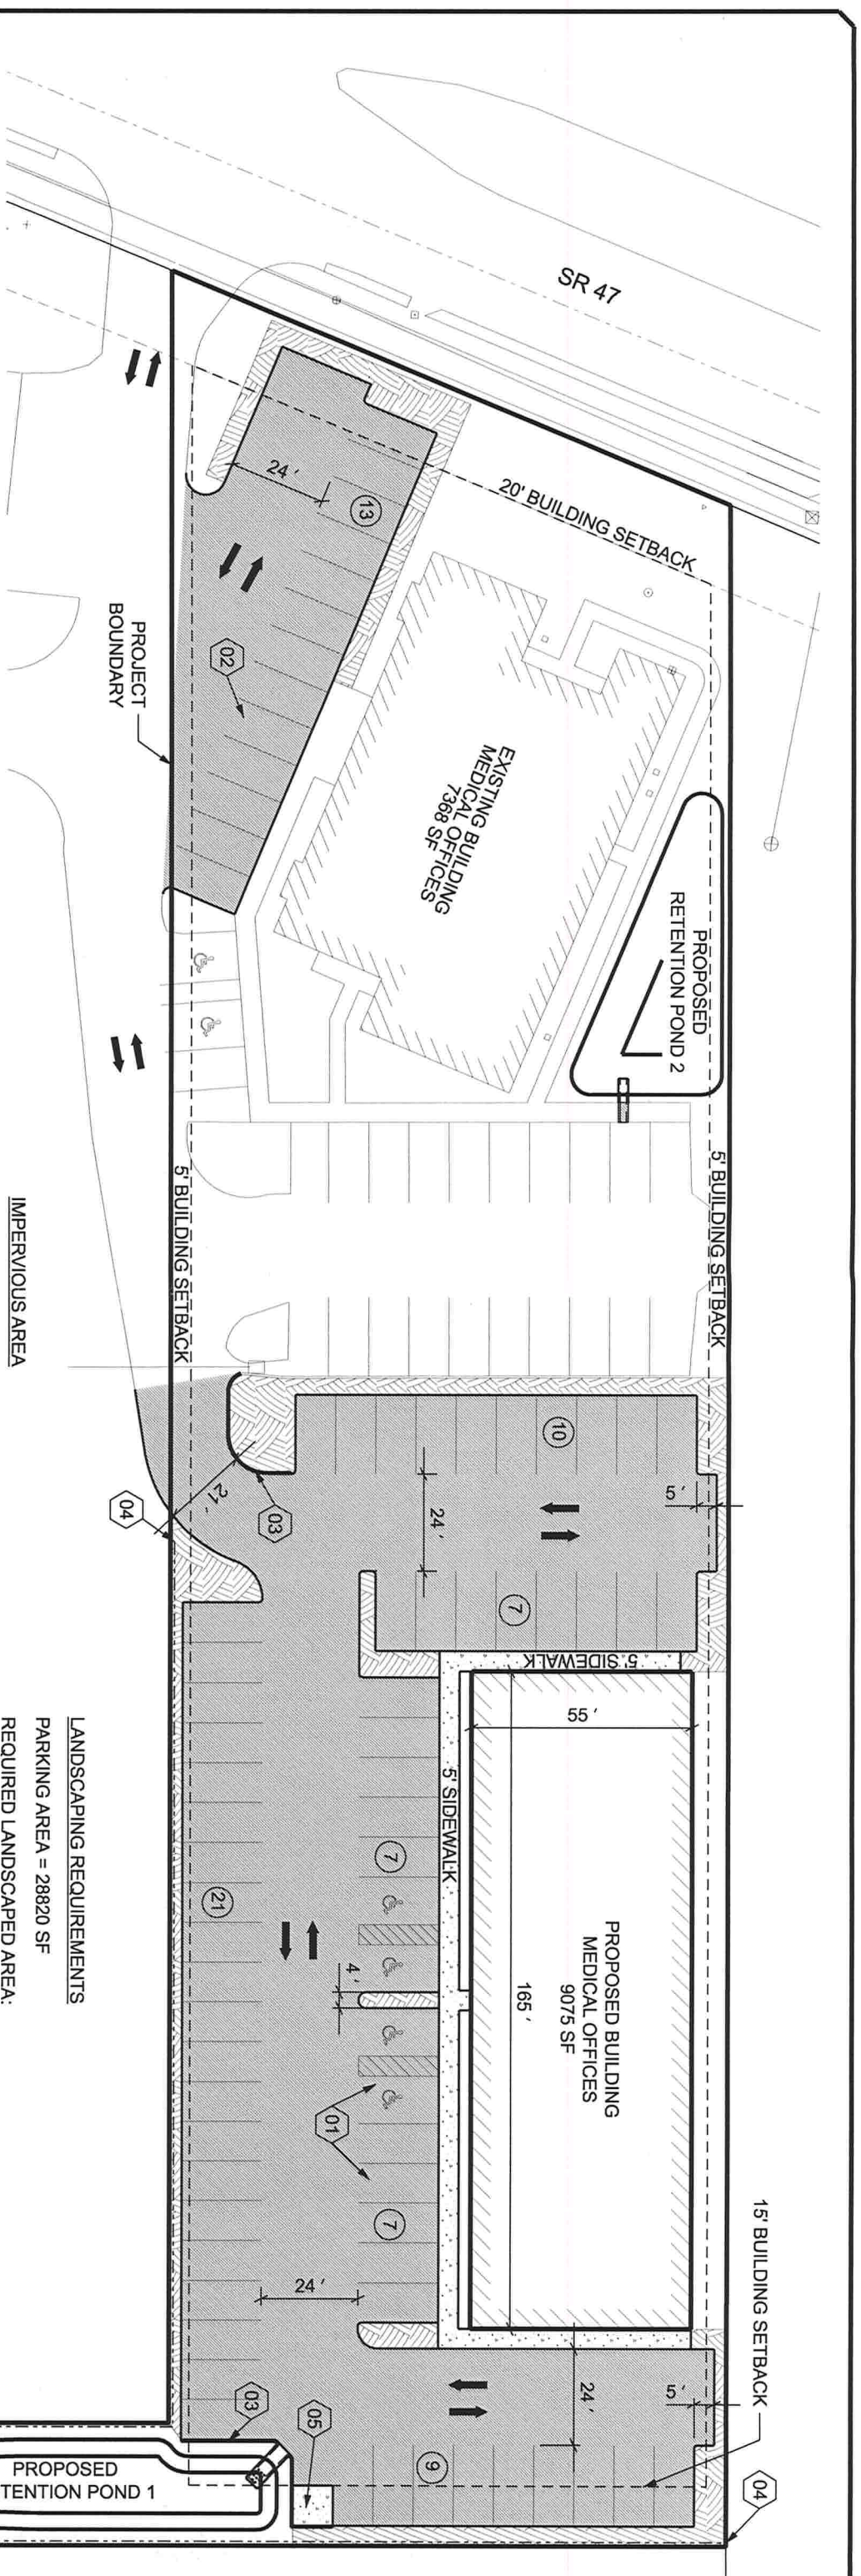 SR 47
20' BUILDING SETBACK
24 '
13
02
PROJECT
BOUNDARY
EXISTING BUILDING
MEDICAL OFFICES
7368 SF
PROPOSED
RETENTION POND 2
5' BUILDING SETBACK
5' BUILDING SETBACK
IMPERVIOUS AREA
10
5 '
24 '
21 '
03
04
7
5' SIDEWALK
55 '
5' SIDEWALK
7
21
4 '
PROPOSED BUILDING
MEDICAL OFFICES
9075 SF
165 '
LANDSCAPING REQUIREMENTS
PARKING AREA = 28820 SF
REQUIRED LANDSCAPED AREA:
01
7
24 '
15' BUILDING SETBACK
5 '
24 '
03
05
9
04
PROPOSED
TENTION POND 1